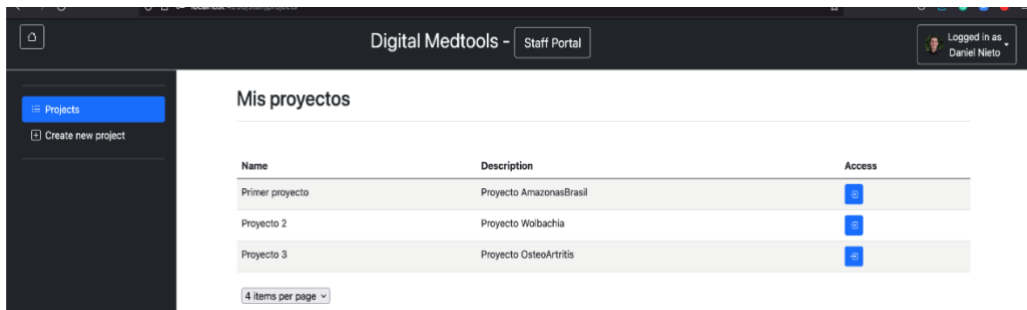 Digital Medtools - Staff Portal
Logged in as
Daniel Nieto
Projects
Create new project
Mis proyectos
Name Description Access
Primer proyecto Proyecto AmazonasBrasil
Proyecto 2 Proyecto Wolbachia
Proyecto 3 Proyecto OsteoArtritis
4 items per page